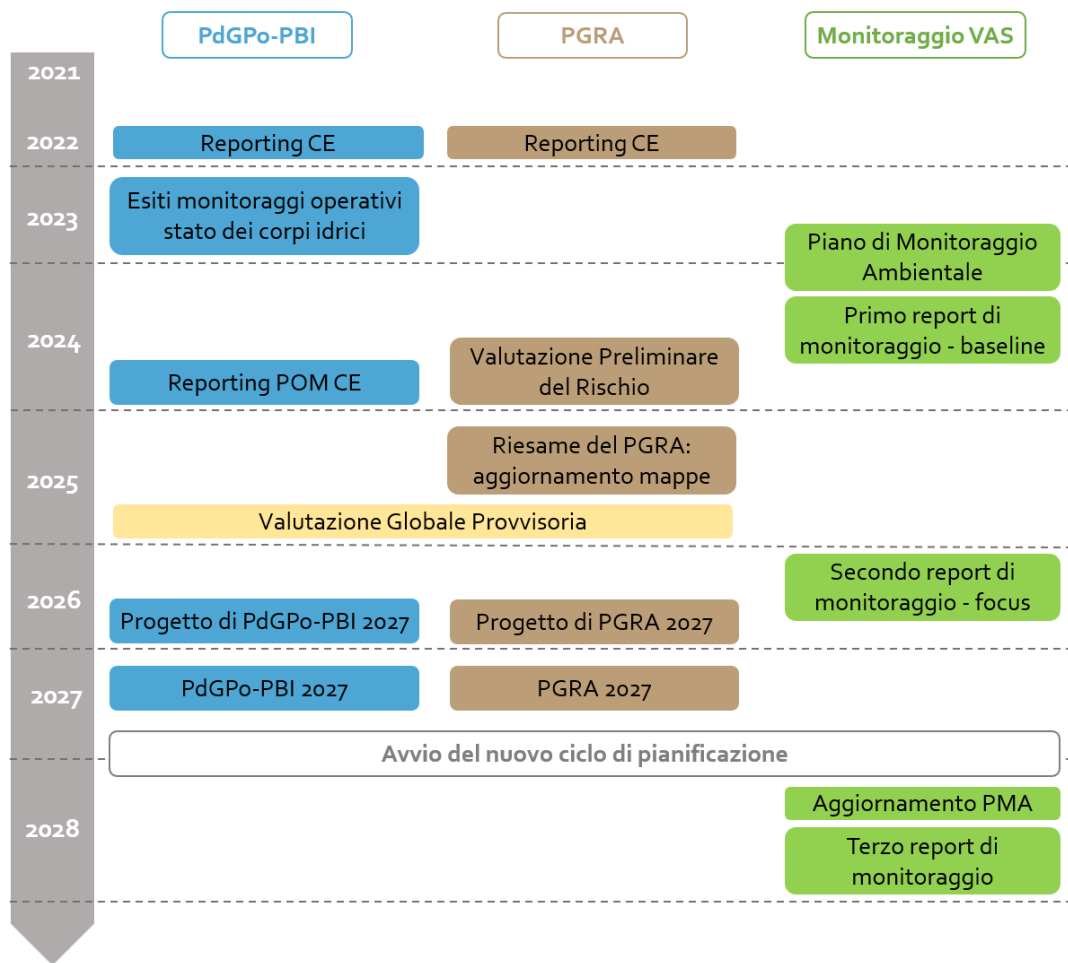 PdGPo-PBI
PGRA
Monitoraggio VAS
2021
2022
Reporting CE
Reporting CE
2023
Esiti monitoraggi operativi
stato dei corpi idrici
Piano di Monitoraggio
Ambientale
2024
Primo report di
monitoraggio - baseline
Valutazione Preliminare
del Rischio
Reporting POM CE
2025
Riesame del PGRA:
aggiornamento mappe
Valutazione Globale Provvisoria
2026
Secondo report di
monitoraggio - focus
Progetto di PdGPo-PBI 2027
Progetto di PGRA 2027
2027
PdGPo-PBI 2027
PGRA 2027
Avvio del nuovo ciclo di pianificazione
2028
Aggiornamento PMA
Terzo report di
monitoraggio